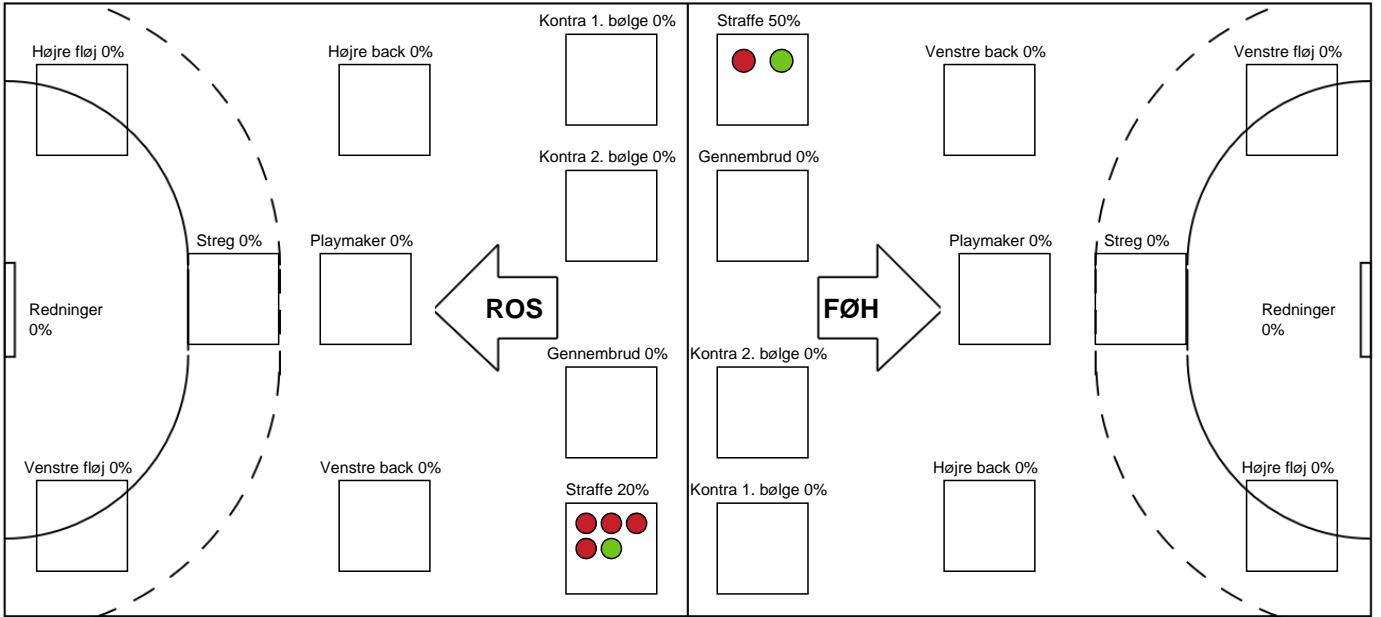 Kontra 1. bølge 0%
Straffe 50%
Højre fløj 0%
Højre back 0%
Venstre back 0%
Venstre fløj 0%
Kontra 2. bølge 0%
Gennembrud 0%
Streg 0%
Playmaker 0%
Playmaker 0%
Streg 0%
Redninger
0%
ROS
FØH
Redninger
0%
Gennembrud 0%
Kontra 2. bølge 0%
Venstre fløj 0%
Venstre back 0%
Højre back 0%
Højre fløj 0%
Straffe 20%
Kontra 1. bølge 0%